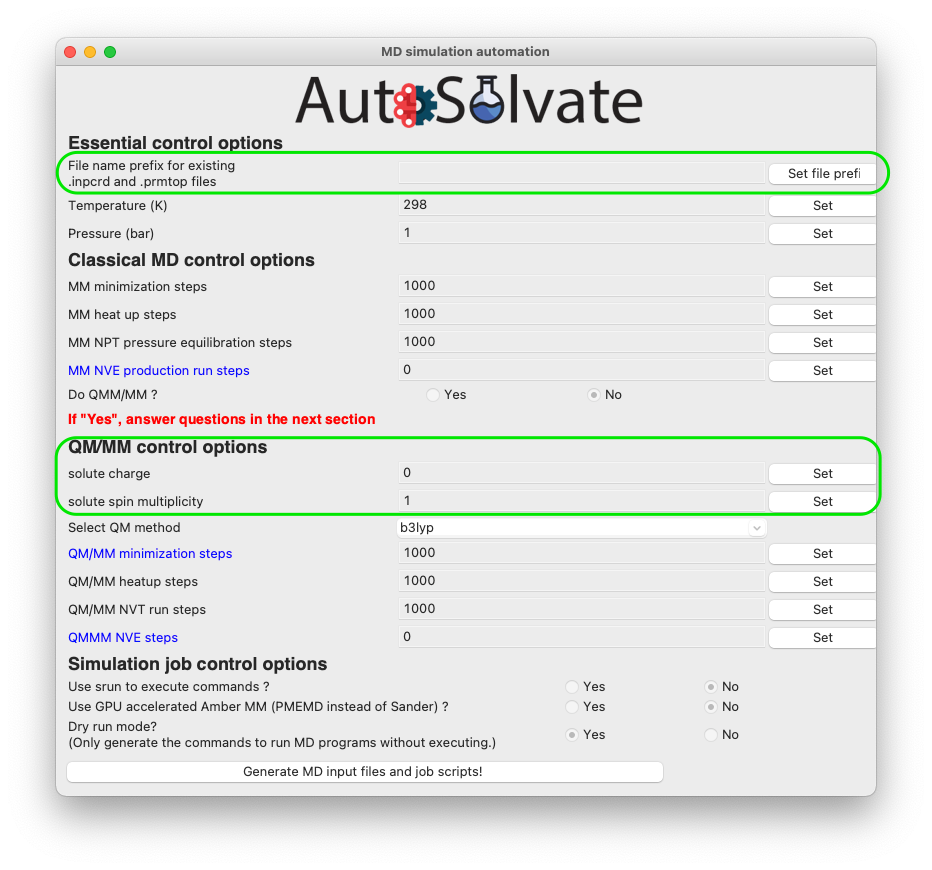 MD simulation automation
AutoSolvate
Essential control options
File name prefix for existing
.inpcrd and .prmtop files
Set file prefi
Temperature (K) 298 Set
Pressure (bar) 1 Set
Classical MD control options
MM minimization steps 1000 Set
MM heat up steps 1000 Set
MM NPT pressure equilibration steps 1000 Set
MM NVE production run steps 0 Set
Do QMM/MM ? Yes No
If "Yes", answer questions in the next section
QM/MM control options
solute charge 0 Set
solute spin multiplicity 1 Set
Select QM method b3lyp
QM/MM minimization steps 1000 Set
QM/MM heatup steps 1000 Set
QM/MM NVT run steps 1000 Set
QMMM NVE steps 0 Set
Simulation job control options
Use srun to execute commands ? Yes No
Use GPU accelerated Amber MM (PMEMD instead of Sander) ? Yes No
Dry run mode?
(Only generate the commands to run MD programs without executing.) Yes No
Generate MD input files and job scripts!